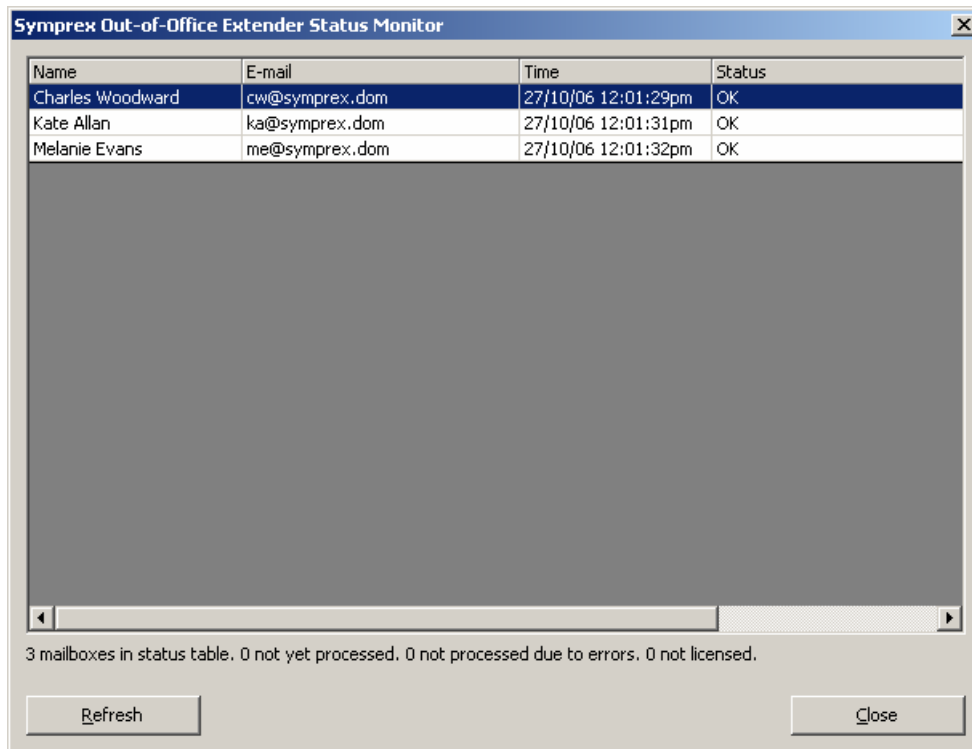 Symprex Out-of-Office Extender Status Monitor
Name E-mail Time Status
Charles Woodward cw@symprex.dom 27/10/06 12:01:29pm OK
Kate Allan ka@symprex.dom 27/10/06 12:01:31pm OK
Melanie Evans me@symprex.dom 27/10/06 12:01:32pm OK
3 mailboxes in status table. 0 not yet processed. 0 not processed due to errors. 0 not licensed.
Refresh Close